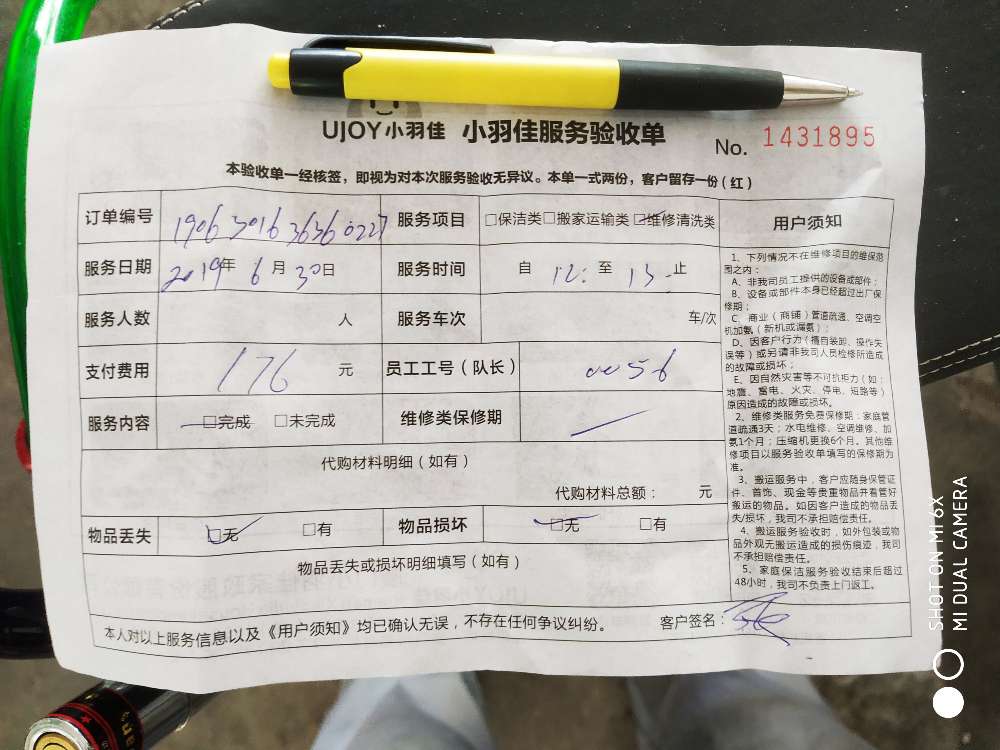 UJOY小羽佳 小羽佳服务验收单 No. 1431895
本验收单一经核签，即视为对本次服务验收无异议。本单一式两份，客户留存一份(红)
订单编号 1906301636360227 服务项目 □保洁类□搬家运输类☑维修清洗类
服务日期 2019年6月30日 服务时间 自 12: 至 13: 止
服务人数 人 服务车次 车/次
支付费用 176 元 员工工号（队长） 0056
服务内容 □完成 □未完成 维修类保修期
代购材料明细（如有）
代购材料总额： 元
物品丢失 ☑无 □有 物品损坏 ☑无 □有
物品丢失或损坏明细填写（如有）
本人对以上服务信息以及《用户须知》均已确认无误，不存在任何争议纠纷。 客户签名：
用户须知
1、下列情况不在维修项目的维保范
围之内：
A、非我司员工提供的设备或部件；
B、设备或部件本身已经超过出厂保
修期；
C、商业（商铺）管道疏通、空调空
机加氨（新机或漏氨）；
D、因客户行为（擅自装卸、操作失
误等）或另请非我司人员检修所造成
的故障或损坏；
E、因自然灾害等不可抗拒力（如：
地震、蓄电、火灾、停电、短路等）
原因造成的故障或损坏。
2、维修类服务免费保修期：家庭管
道疏通3天；水电维修、空调维修、加
氨1个月；压缩机更换6个月。其他维
修项目以服务验收单填写的保修期为
准。
3、搬运服务中，客户应随身保管证
件、首饰、现金等贵重物品并看管好
搬运的物品。如因客户造成的物品丢
失/损坏，我司不承担赔偿责任。
4、搬运服务验收时，如外包装或物
品外观无搬运造成的损伤痕迹，我司
不承担赔偿责任。
5、家庭保洁服务验收结束后超过
48小时，我司不负责上门返工。
SHOT ON MI 6X
MI DUAL CAMERA